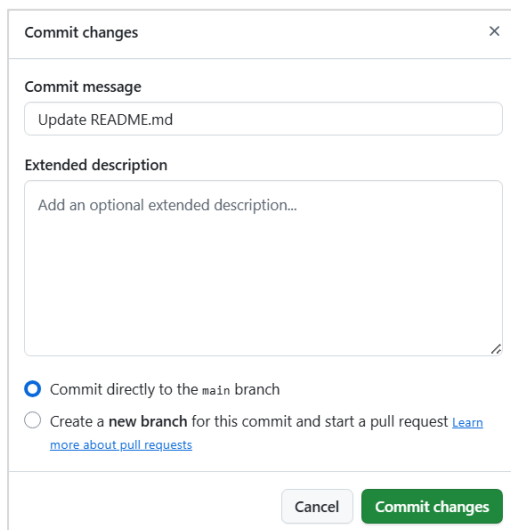 Commit changes
Commit message
Update README.md
Extended description
Add an optional extended description...
Commit directly to the main branch
Create a new branch for this commit and start a pull request Learn
more about pull requests
Cancel Commit changes